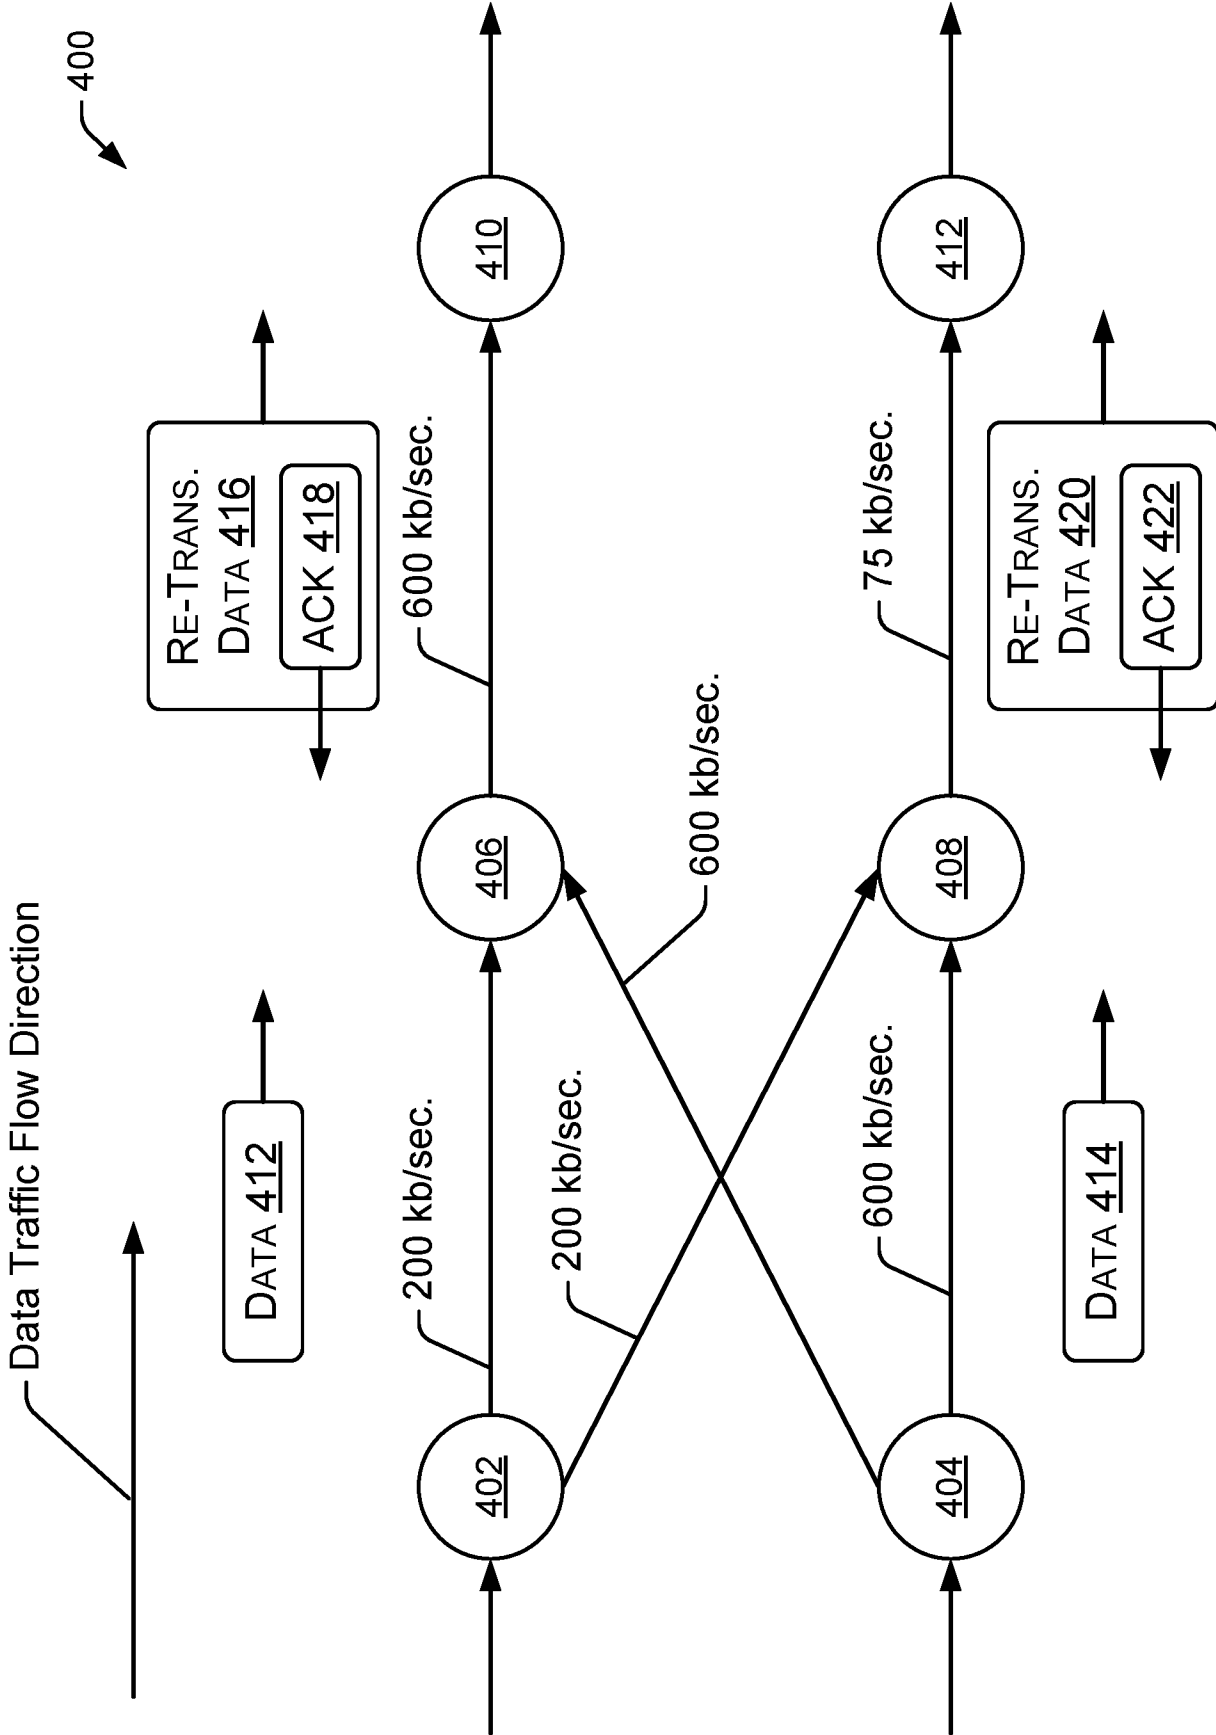 Data Traffic Flow Direction
400
DATA 412
RE-TRANS.
DATA 416
ACK 418
200 kb/sec.
600 kb/sec.
402
406
410
200 kb/sec.
600 kb/sec.
600 kb/sec.
75 kb/sec.
404
408
412
DATA 414
RE-TRANS.
DATA 420
ACK 422